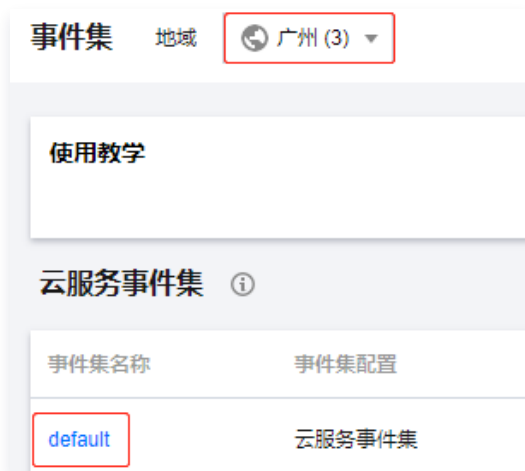 事件集 地域 广州 (3)
使用教学
云服务事件集
事件集名称 事件集配置
default 云服务事件集